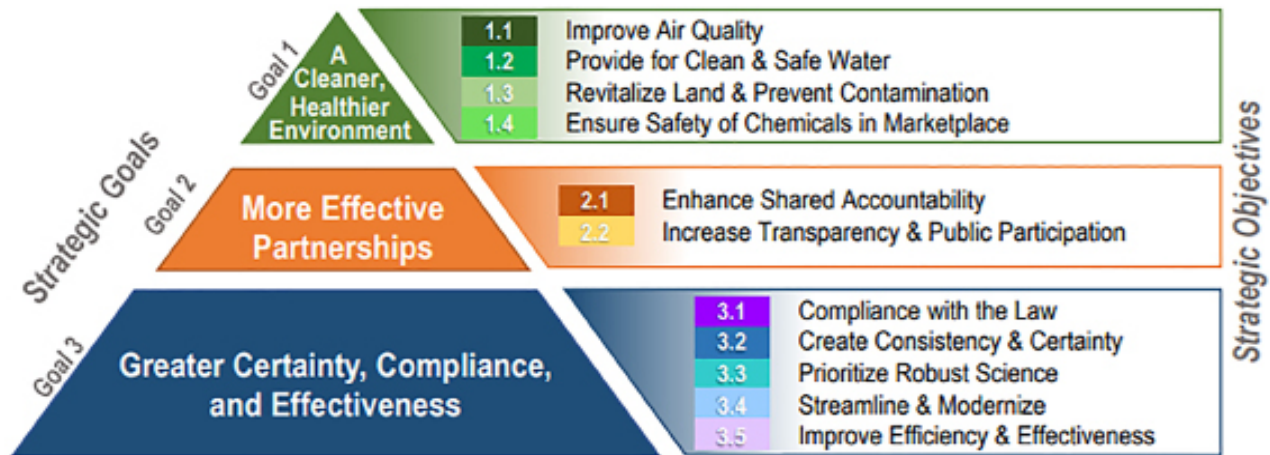 Strategic Goals
Goal 1
A
Cleaner,
Healthier
Environment
1.1 Improve Air Quality
1.2 Provide for Clean & Safe Water
1.3 Revitalize Land & Prevent Contamination
1.4 Ensure Safety of Chemicals in Marketplace
Goal 2
More Effective
Partnerships
2.1 Enhance Shared Accountability
2.2 Increase Transparency & Public Participation
Goal 3
Greater Certainty, Compliance,
and Effectiveness
3.1 Compliance with the Law
3.2 Create Consistency & Certainty
3.3 Prioritize Robust Science
3.4 Streamline & Modernize
3.5 Improve Efficiency & Effectiveness
Strategic Objectives